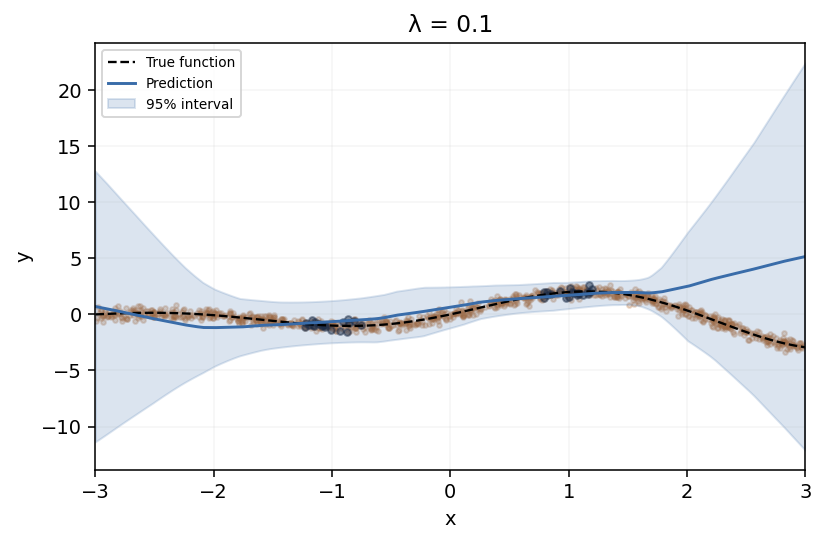 λ = 0.1
True function
Prediction
95% interval
y
20
15
10
5
0
−5
−10
−3
−2
−1
0
1
2
3
x